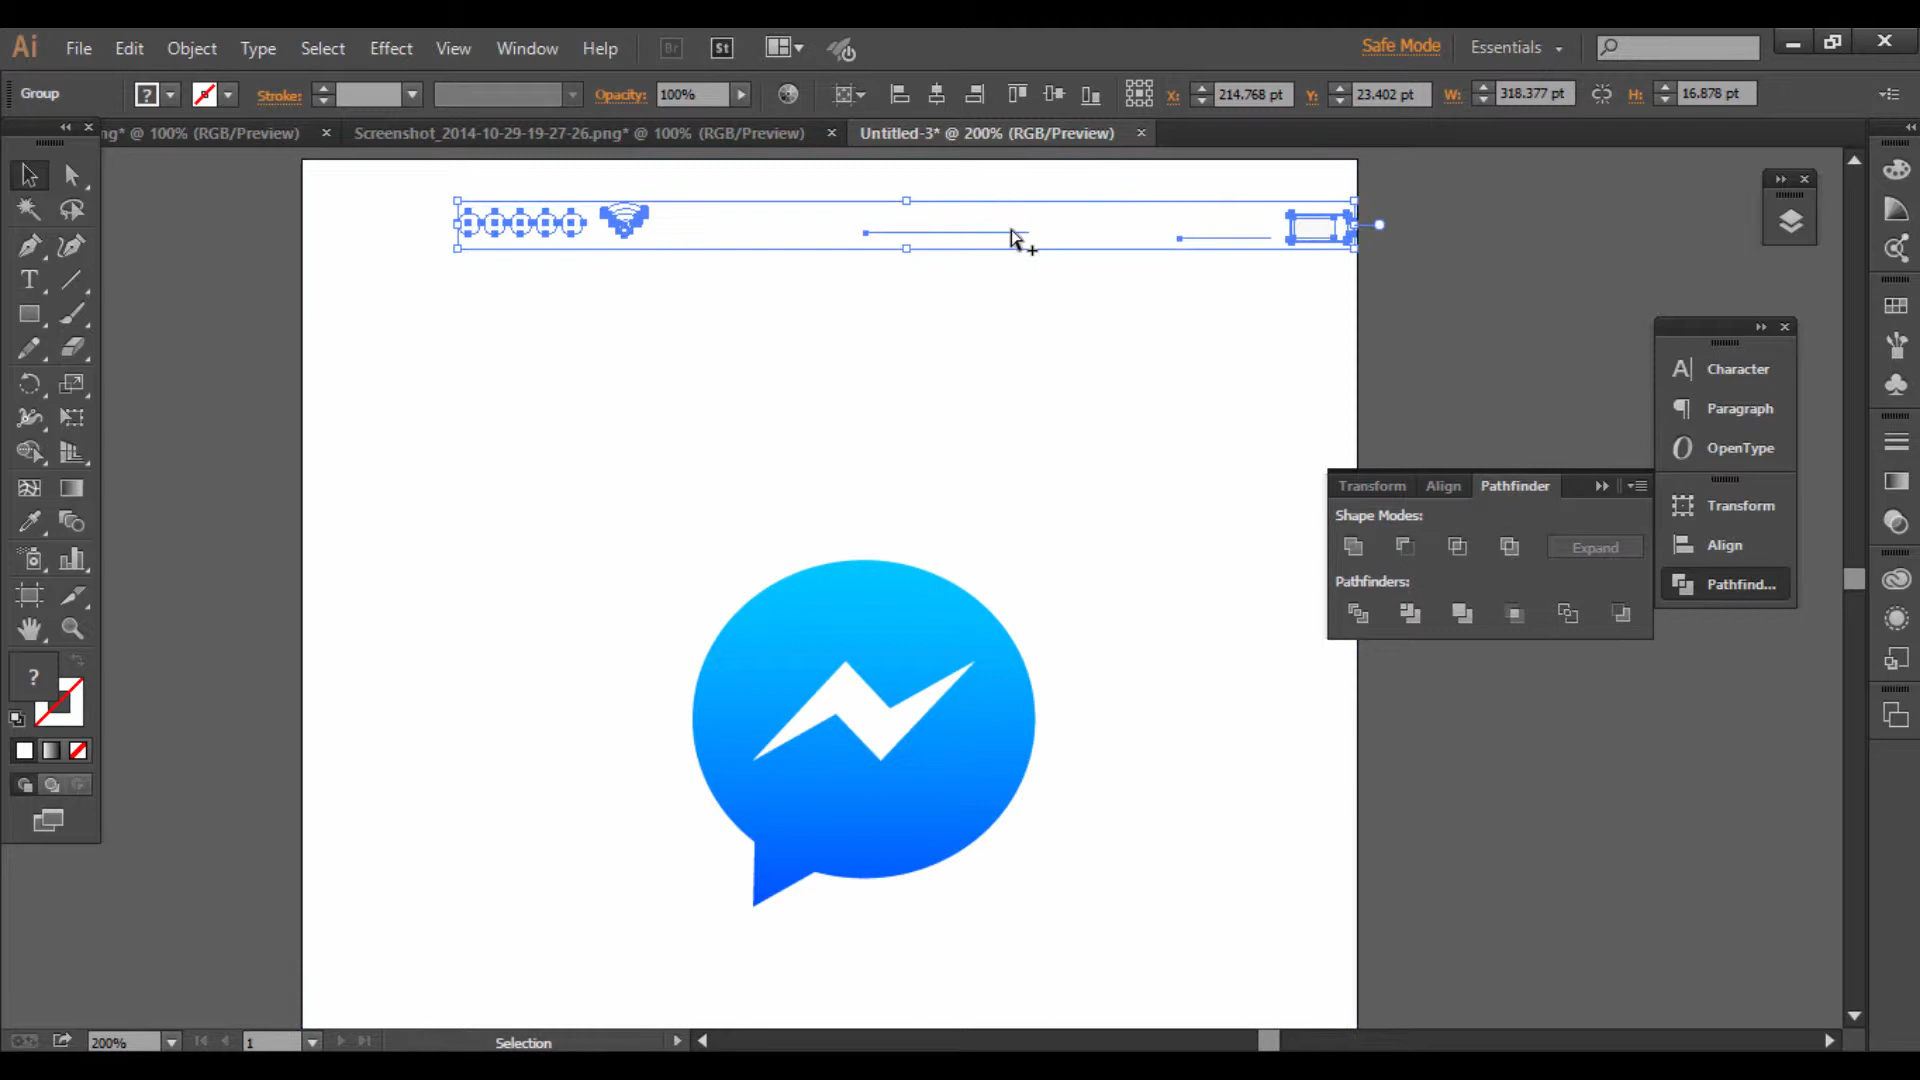 Ai File Edit Object Type Select Effect View Window Help Br St Safe Mode Essentials
Group ? Stroke: Opacity: 100% X: 214.768 pt Y: 23.402 pt W: 318.377 pt H: 16.878 pt
ng* @ 100% (RGB/Preview) Screenshot_2014-10-29-19-27-26.png* @ 100% (RGB/Preview) Untitled-3* @ 200% (RGB/Preview)
T
Character
Paragraph
OpenType
Transform Align Pathfinder
Shape Modes:
Expand
Pathfinders:
Transform
Align
Pathfind...
?
200% 1 Selection